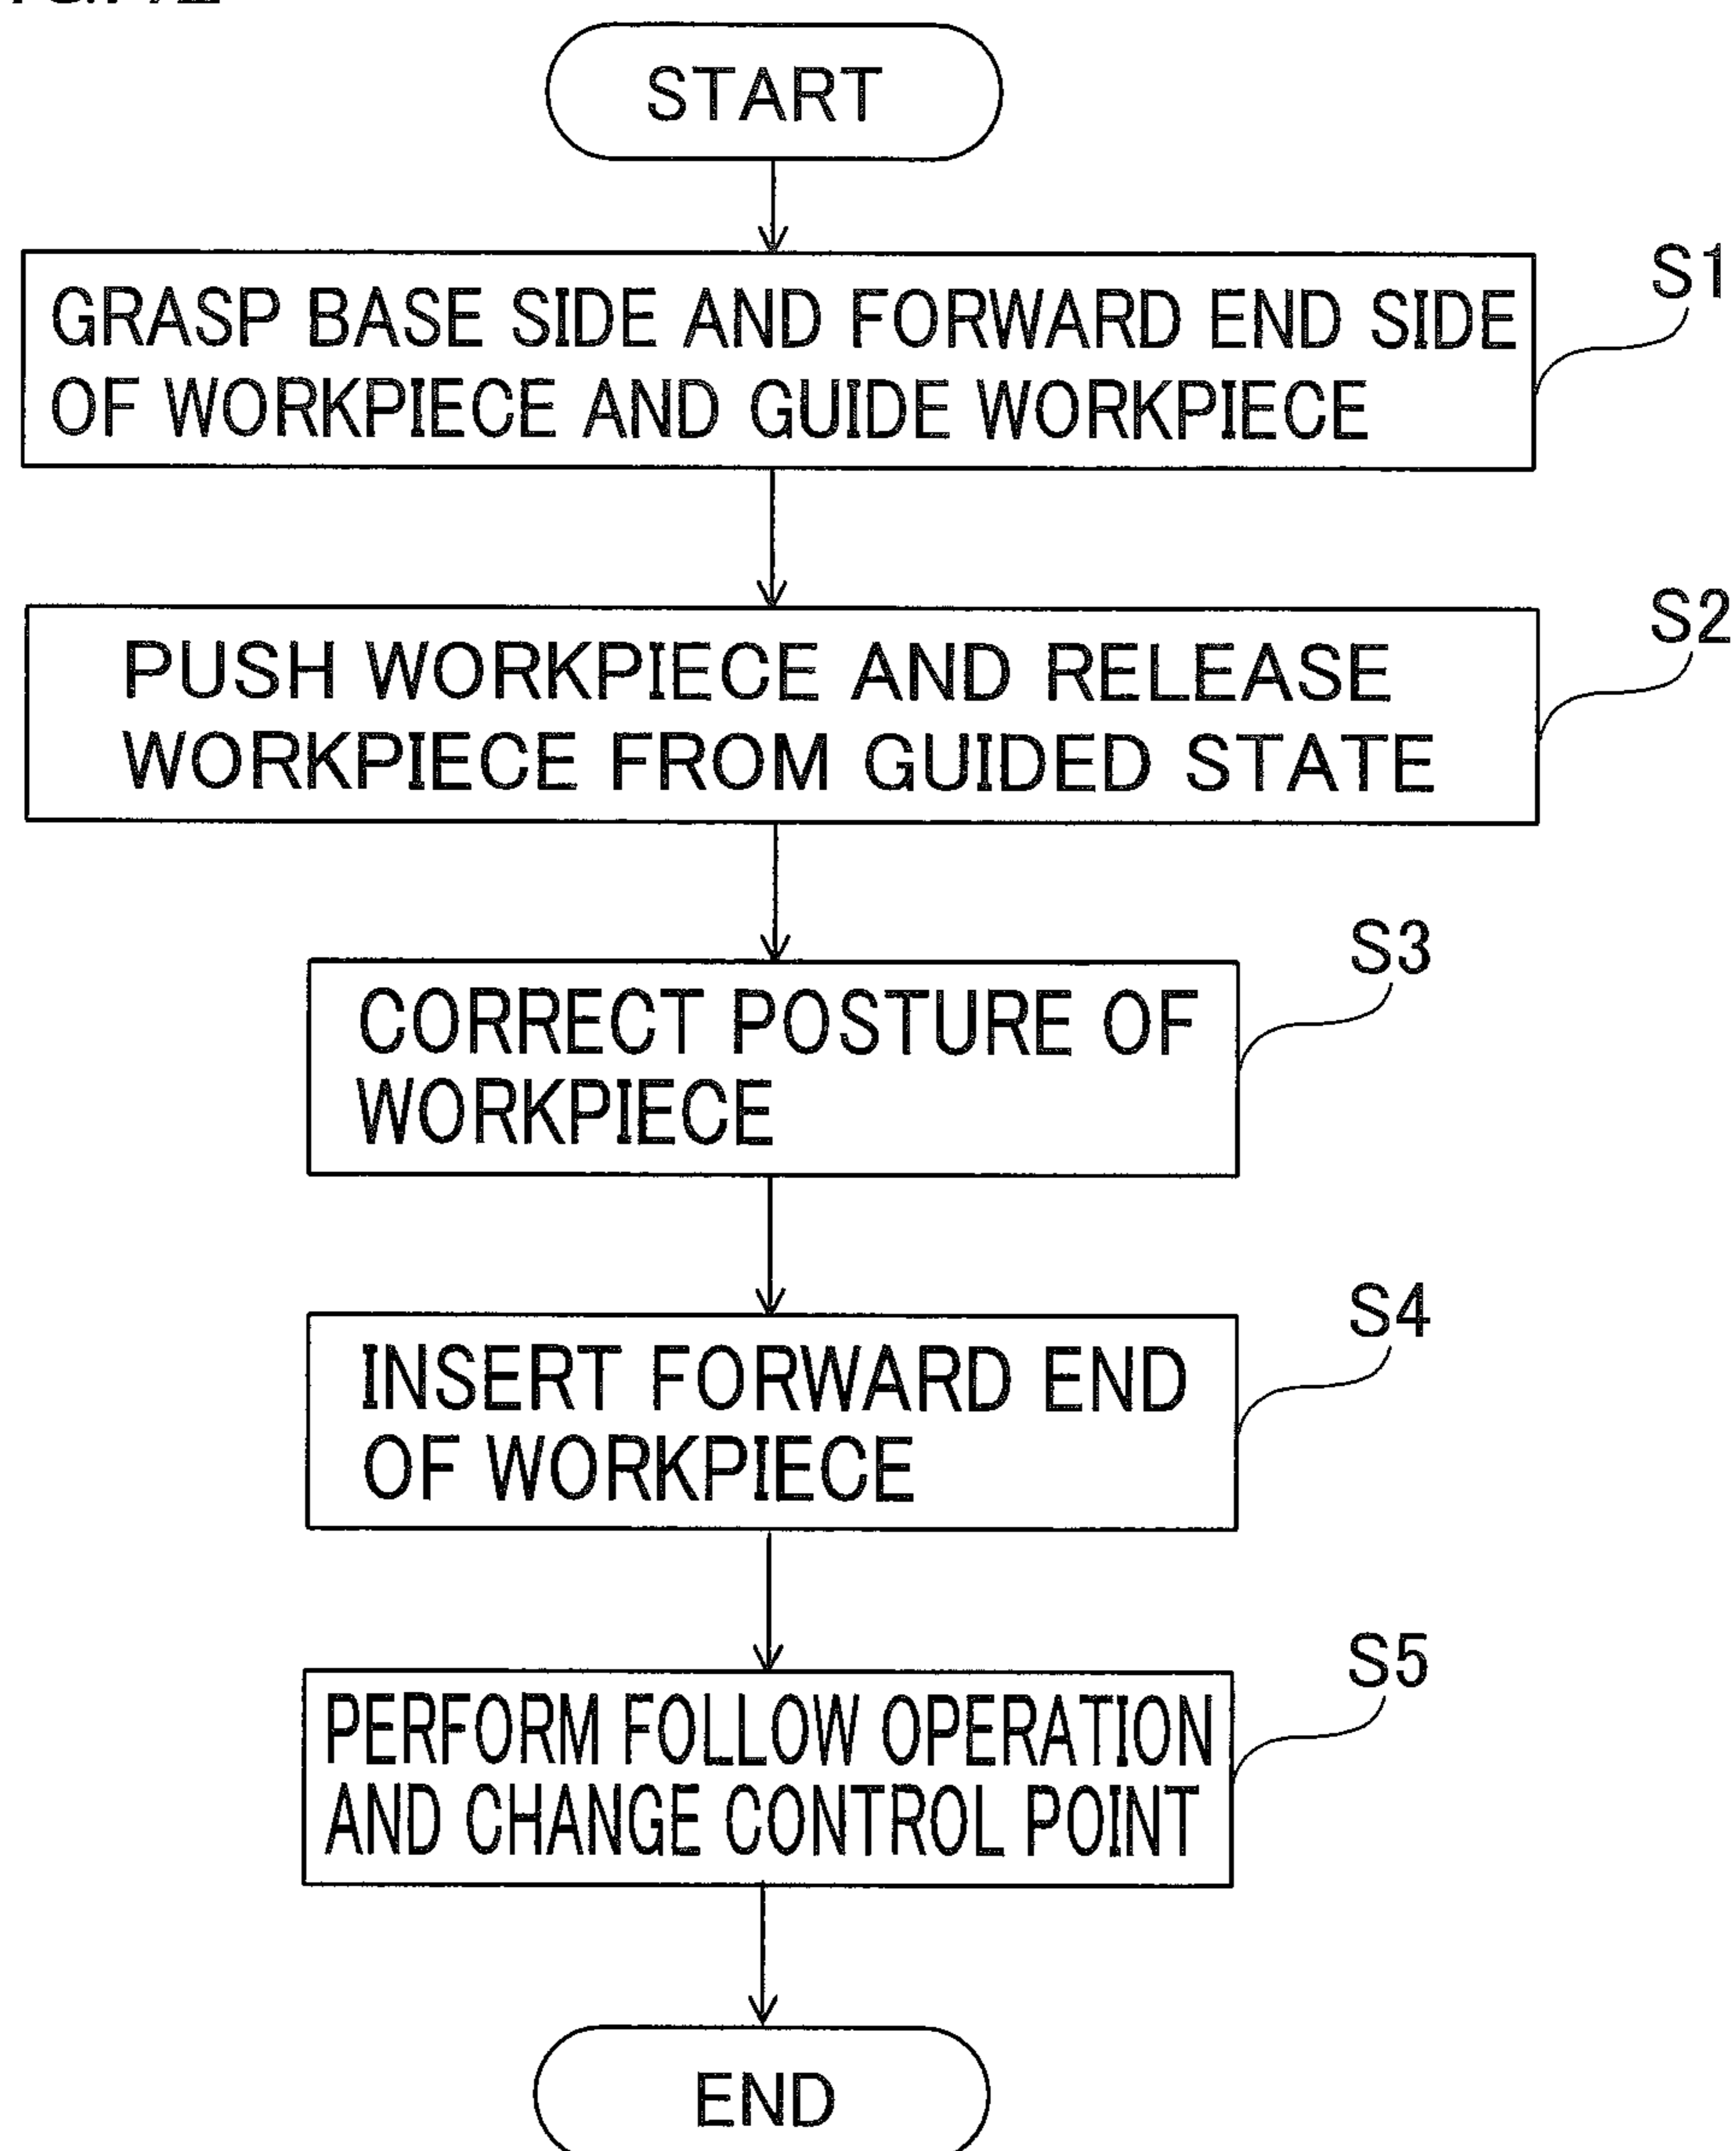 START
S1
GRASP BASE SIDE AND FORWARD END SIDE
OF WORKPIECE AND GUIDE WORKPIECE
S2
PUSH WORKPIECE AND RELEASE
WORKPIECE FROM GUIDED STATE
S3
CORRECT POSTURE OF
WORKPIECE
S4
INSERT FORWARD END
OF WORKPIECE
S5
PERFORM FOLLOW OPERATION
AND CHANGE CONTROL POINT
END